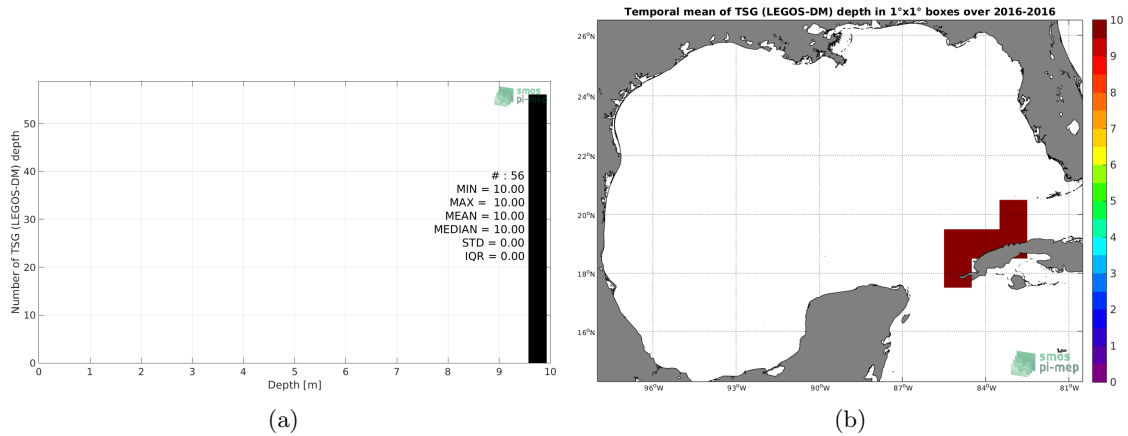 Number of TSG (LEGOS-DM) depth
50
40
30
20
10
0
smos
pi-mep
# : 56
MIN = 10.00
MAX = 10.00
MEAN = 10.00
MEDIAN = 10.00
STD = 0.00
IQR = 0.00
0 1 2 3 4 5 6 7 8 9 10
Depth [m]
(a)
Temporal mean of TSG (LEGOS-DM) depth in 1°x1° boxes over 2016-2016
26°N
24°N
22°N
20°N
18°N
16°N
96°W 93°W 90°W 87°W 84°W 81°W
smos
pi-mep
10
9
8
7
6
5
4
3
2
1
0
(b)